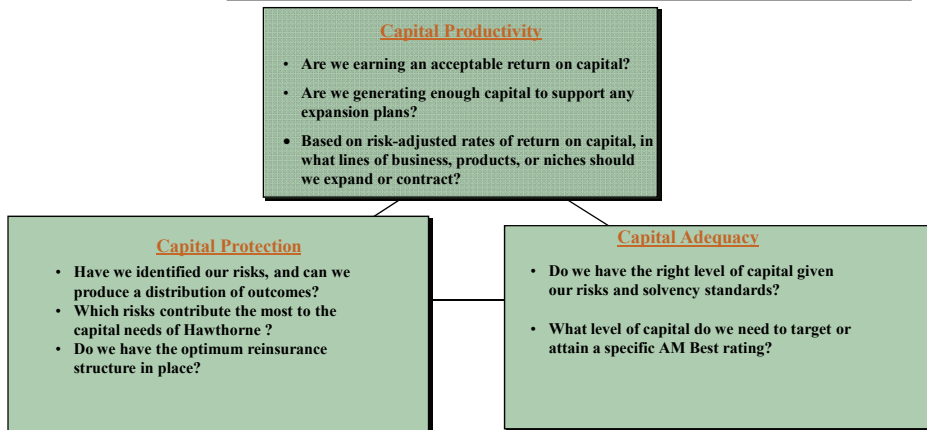 Capital Productivity
• Are we earning an acceptable return on capital?
• Are we generating enough capital to support any
expansion plans?
• Based on risk-adjusted rates of return on capital, in
what lines of business, products, or niches should
we expand or contract?
Capital Protection
• Have we identified our risks, and can we
produce a distribution of outcomes?
• Which risks contribute the most to the
capital needs of Hawthorne ?
• Do we have the optimum reinsurance
structure in place?
Capital Adequacy
• Do we have the right level of capital given
our risks and solvency standards?
• What level of capital do we need to target or
attain a specific AM Best rating?